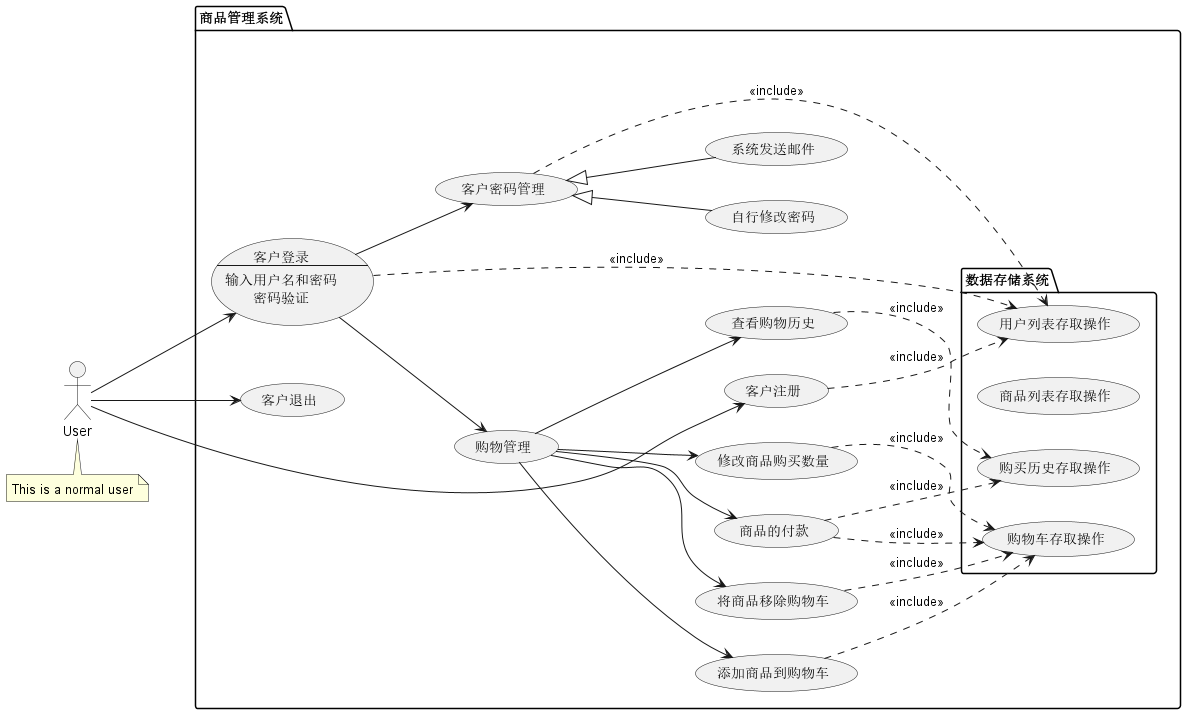 商品管理系统
«include»
系统发送邮件
客户密码管理
自行修改密码
客户登录
输入用户名和密码
密码验证
«include»
数据存储系统
«include»
查看购物历史
用户列表存取操作
«include»
客户注册
商品列表存取操作
客户退出
User
This is a normal user
购物管理
«include»
修改商品购买数量
购买历史存取操作
«include»
商品的付款
«include»
购物车存取操作
«include»
将商品移除购物车
«include»
添加商品到购物车